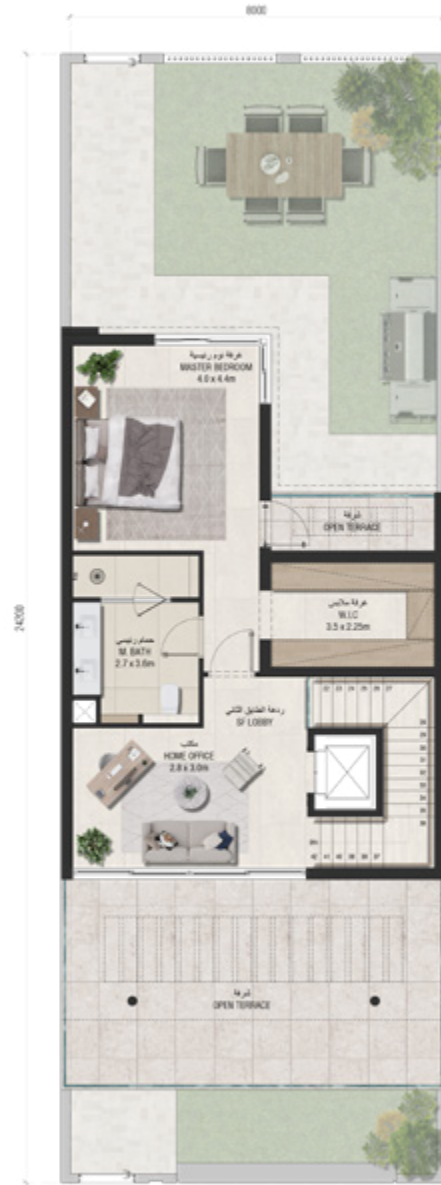 8000
24200
غرفة نوم رئيسية
MASTER BEDROOM
4.0 x 4.4m
شرفة
OPEN TERRACE
غرفة ملابس
W.I.C
3.5 x 2.25m
حمام رئيسي
M. BATH
2.7 x 3.6m
ردهة الطابق الثاني
SF LOBBY
مكتب
HOME OFFICE
2.8 x 3.0m
شرفة
OPEN TERRACE